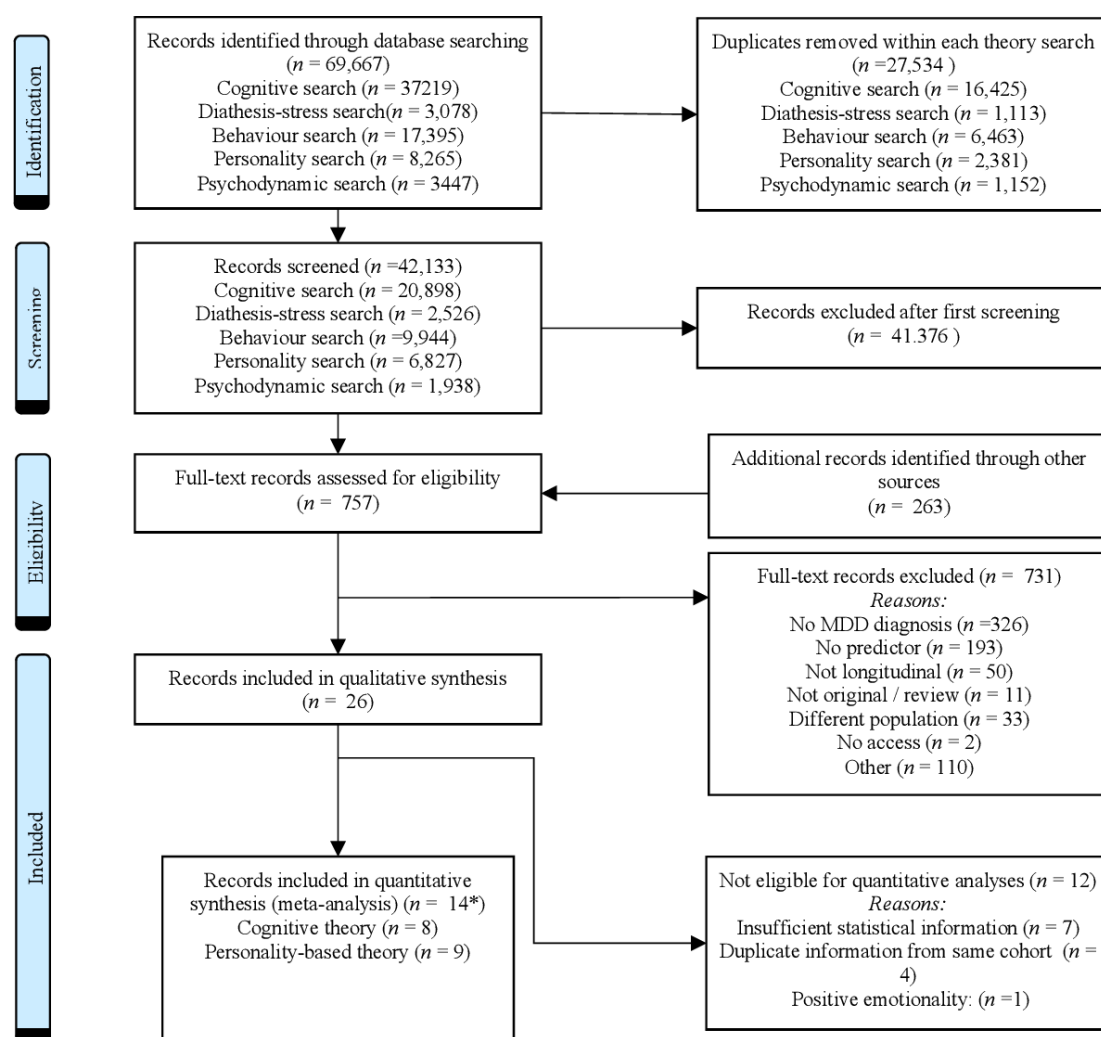 Identification
Records identified through database searching
(n = 69,667)
Cognitive search (n = 37219)
Diathesis-stress search(n = 3,078)
Behaviour search (n = 17,395)
Personality search (n = 8,265)
Psychodynamic search (n = 3447)
Duplicates removed within each theory search
(n =27,534 )
Cognitive search (n = 16,425)
Diathesis-stress search (n = 1,113)
Behaviour search (n = 6,463)
Personality search (n = 2,381)
Psychodynamic search (n = 1,152)
Screening
Records screened (n =42,133)
Cognitive search (n = 20,898)
Diathesis-stress search (n = 2,526)
Behaviour search (n =9,944)
Personality search (n = 6,827)
Psychodynamic search (n = 1,938)
Records excluded after first screening
(n = 41.376 )
Eligibility
Full-text records assessed for eligibility
(n = 757)
Additional records identified through other
sources
(n = 263)
Full-text records excluded (n = 731)
Reasons:
No MDD diagnosis (n =326)
No predictor (n = 193)
Not longitudinal (n = 50)
Not original / review (n = 11)
Different population (n = 33)
No access (n = 2)
Other (n = 110)
Included
Records included in qualitative synthesis
(n = 26)
Records included in quantitative
synthesis (meta-analysis) (n = 14*)
Cognitive theory (n = 8)
Personality-based theory (n = 9)
Not eligible for quantitative analyses (n = 12)
Reasons:
Insufficient statistical information (n = 7)
Duplicate information from same cohort (n =
4)
Positive emotionality: (n =1)